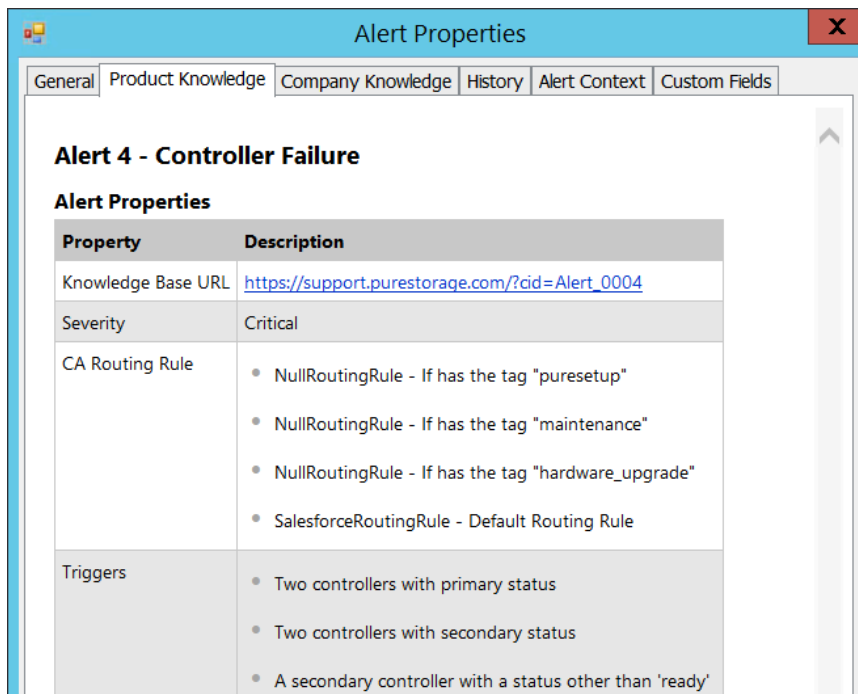 Alert Properties
X
General Product Knowledge Company Knowledge History Alert Context Custom Fields
Alert 4 - Controller Failure
Alert Properties
Property Description
Knowledge Base URL https://support.purestorage.com/?cid=Alert_0004
Severity Critical
CA Routing Rule
• NullRoutingRule - If has the tag "puresetup"
• NullRoutingRule - If has the tag "maintenance"
• NullRoutingRule - If has the tag "hardware_upgrade"
• SalesforceRoutingRule - Default Routing Rule
Triggers
• Two controllers with primary status
• Two controllers with secondary status
• A secondary controller with a status other than 'ready'